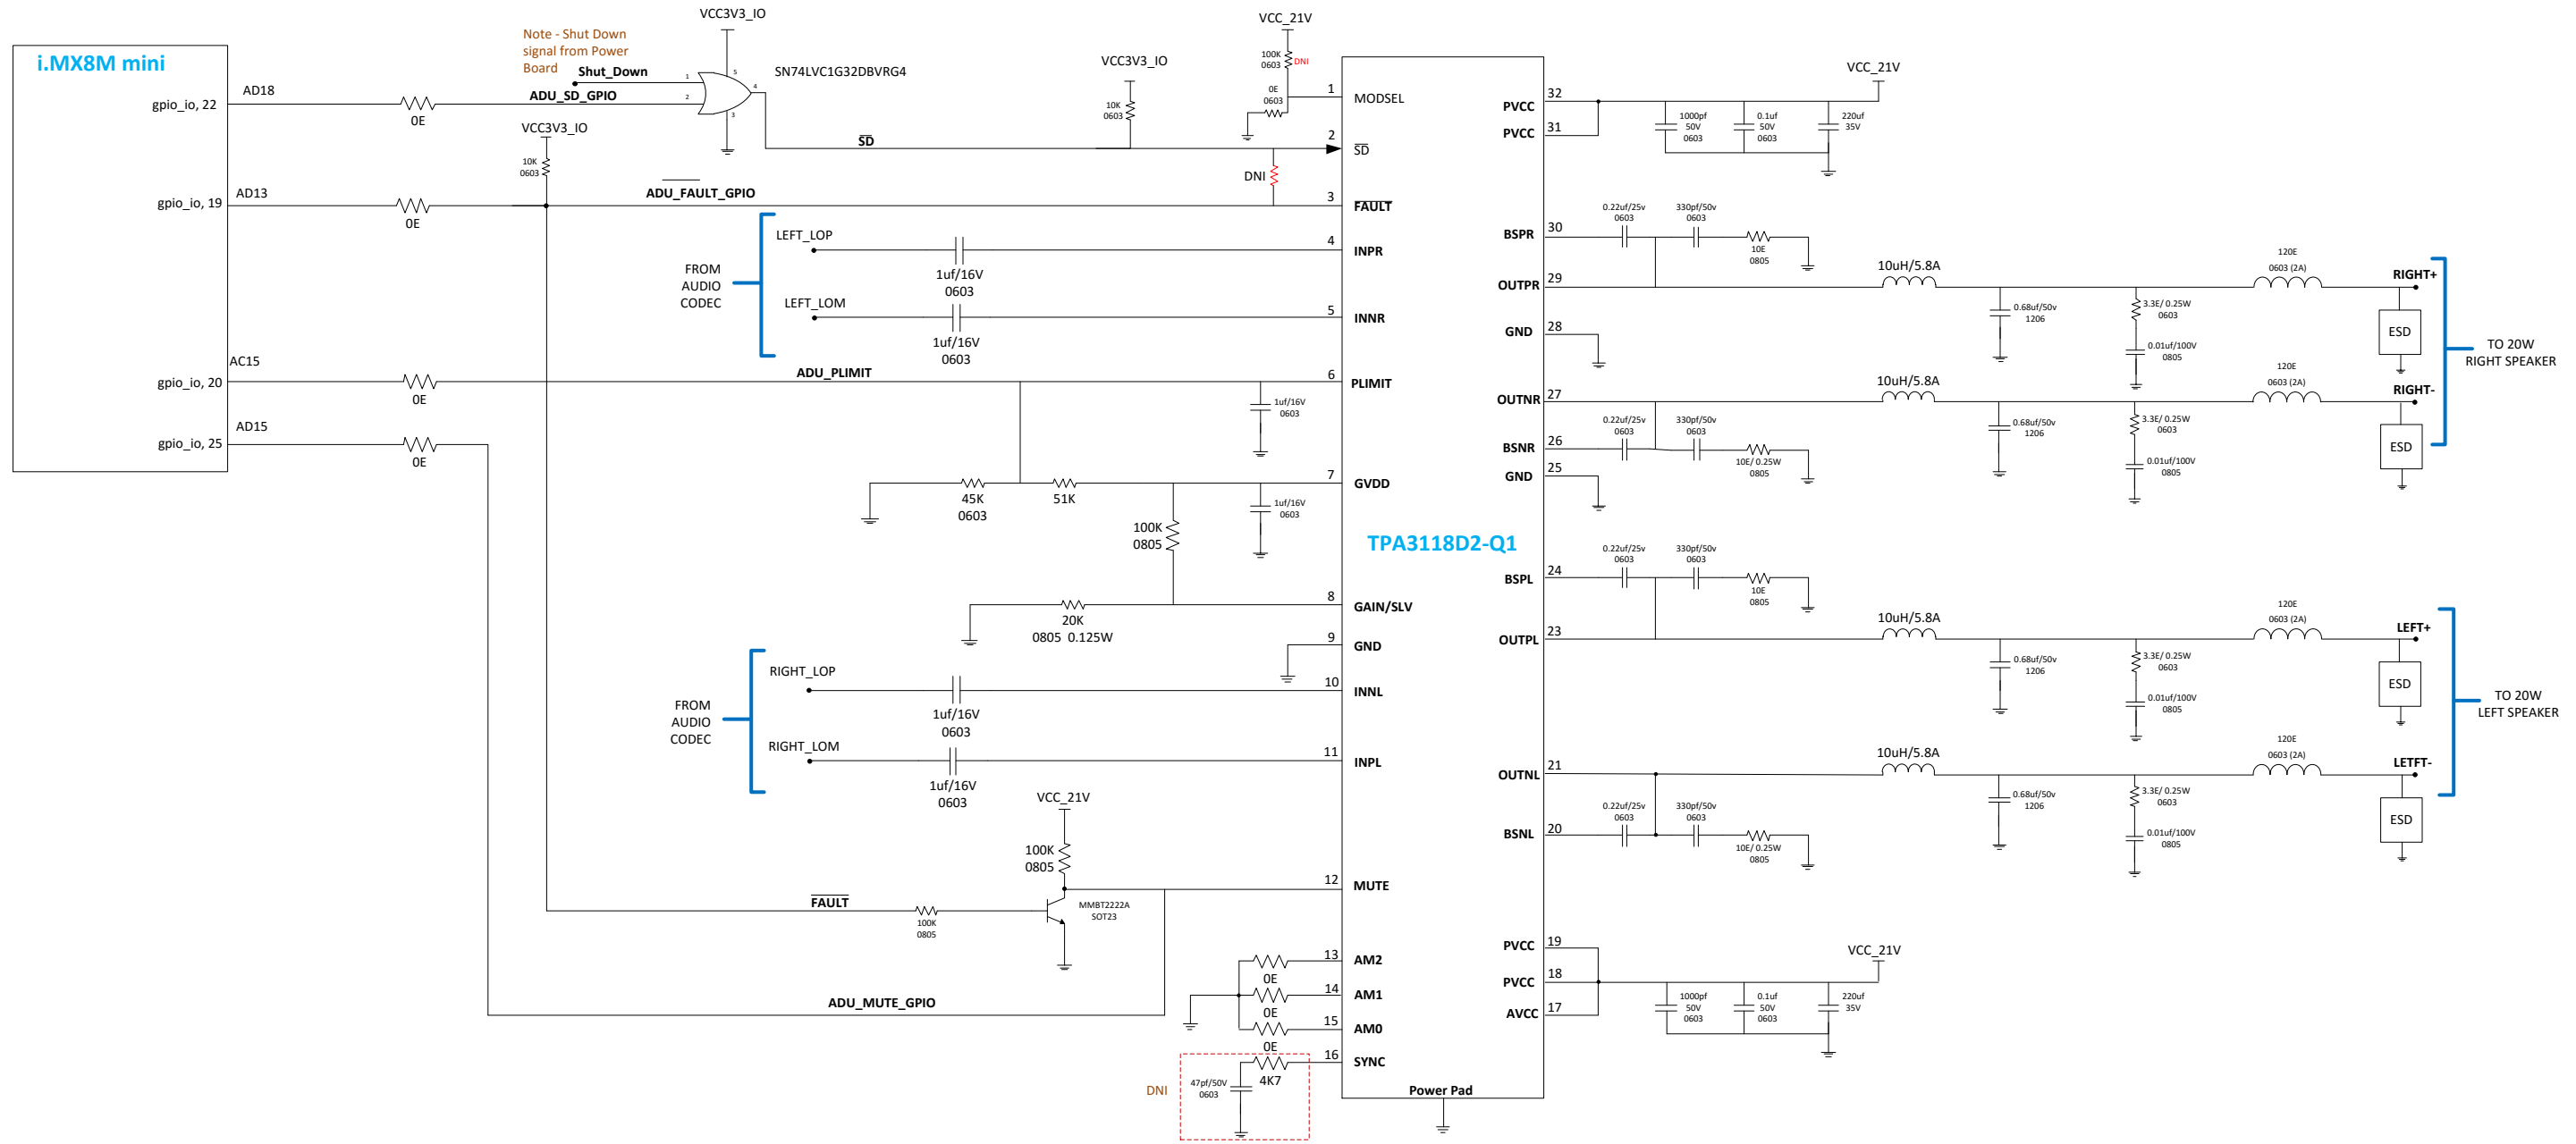 i.MX8M mini
gpio_io, 22
AD18
0E
gpio_io, 19
AD13
0E
gpio_io, 20
AC15
0E
gpio_io, 25
AD15
0E
Note - Shut Down
signal from Power
Board
Shut_Down
ADU_SD_GPIO
VCC3V3_IO
1
2
3
4
5
SN74LVC1G32DBVRG4
VCC3V3_IO
10K
0603
SD
VCC3V3_IO
10K
0603
VCC_21V
100K
0603
DNI
0E
0603
DNI
ADU_FAULT_GPIO
FROM
AUDIO
CODEC
LEFT_LOP
1uf/16V
0603
LEFT_LOM
1uf/16V
0603
ADU_PLIMIT
1uf/16V
0603
45K
0603
51K
1uf/16V
0603
100K
0805
20K
0805 0.125W
FROM
AUDIO
CODEC
RIGHT_LOP
1uf/16V
0603
RIGHT_LOM
1uf/16V
0603
VCC_21V
100K
0805
FAULT
100K
0805
MMBT2222A
SOT23
ADU_MUTE_GPIO
0E
0E
0E
DNI
47pf/50V
0603
4K7
TPA3118D2-Q1
1
MODSEL
2
SD
3
FAULT
4
INPR
5
INNR
6
PLIMIT
7
GVDD
8
GAIN/SLV
9
GND
10
INNL
11
INPL
12
MUTE
13
AM2
14
AM1
15
AM0
16
SYNC
Power Pad
PVCC
32
PVCC
31
BSPR
30
OUTPR
29
GND
28
OUTNR
27
BSNR
26
GND
25
BSPL
24
OUTPL
23
OUTNL
21
BSNL
20
PVCC
19
PVCC
18
AVCC
17
VCC_21V
1000pf
50V
0603
0.1uf
50V
0603
220uf
35V
0.22uf/25v
0603
330pf/50v
0603
10E
0805
10uH/5.8A
0.68uf/50v
1206
3.3E/ 0.25W
0603
0.01uf/100V
0805
120E
0603 (2A)
RIGHT+
ESD
10uH/5.8A
0.22uf/25v
0603
330pf/50v
0603
10E/ 0.25W
0805
0.68uf/50v
1206
3.3E/ 0.25W
0603
0.01uf/100V
0805
120E
0603 (2A)
RIGHT-
ESD
TO 20W
RIGHT SPEAKER
0.22uf/25v
0603
330pf/50v
0603
10E
0805
10uH/5.8A
0.68uf/50v
1206
3.3E/ 0.25W
0603
0.01uf/100V
0805
120E
0603 (2A)
LEFT+
ESD
10uH/5.8A
0.22uf/25v
0603
330pf/50v
0603
10E/ 0.25W
0805
0.68uf/50v
1206
3.3E/ 0.25W
0603
0.01uf/100V
0805
120E
0603 (2A)
LETFT-
ESD
TO 20W
LEFT SPEAKER
VCC_21V
1000pf
50V
0603
0.1uf
50V
0603
220uf
35V